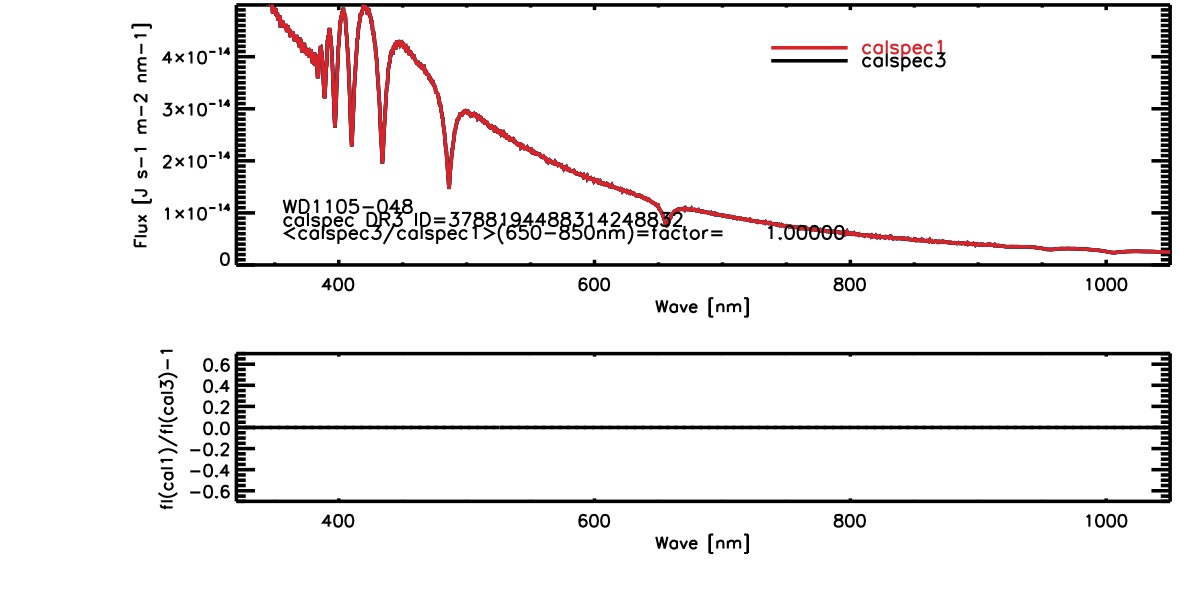 Flux [J s-1 m-2 nm-1]
4×10⁻¹⁴
3×10⁻¹⁴
2×10⁻¹⁴
1×10⁻¹⁴
0
calspec1
calspec3
WD1105-048
calspec DR3 ID=3788194488314248832
<calspec3/calspec1>(650-850nm)=factor= 1.00000
400 600 800 1000
Wave [nm]
fl(cal1)/fl(cal3)-1
0.6
0.4
0.2
0.0
-0.2
-0.4
-0.6
400 600 800 1000
Wave [nm]